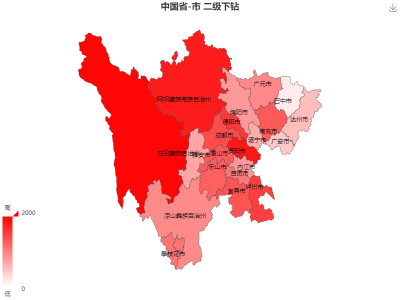 中国省-市 二级下钻
广元市
巴中市
阿坝藏族羌族自治州
绵阳市
达州市
德阳市
南充市
成都市
遂宁市
广安市
甘孜藏族自治州
雅安市
眉山市
资阳市
乐山市
内江市
自贡市
宜宾市
泸州市
凉山彝族自治州
攀枝花市
高
2000
0
低